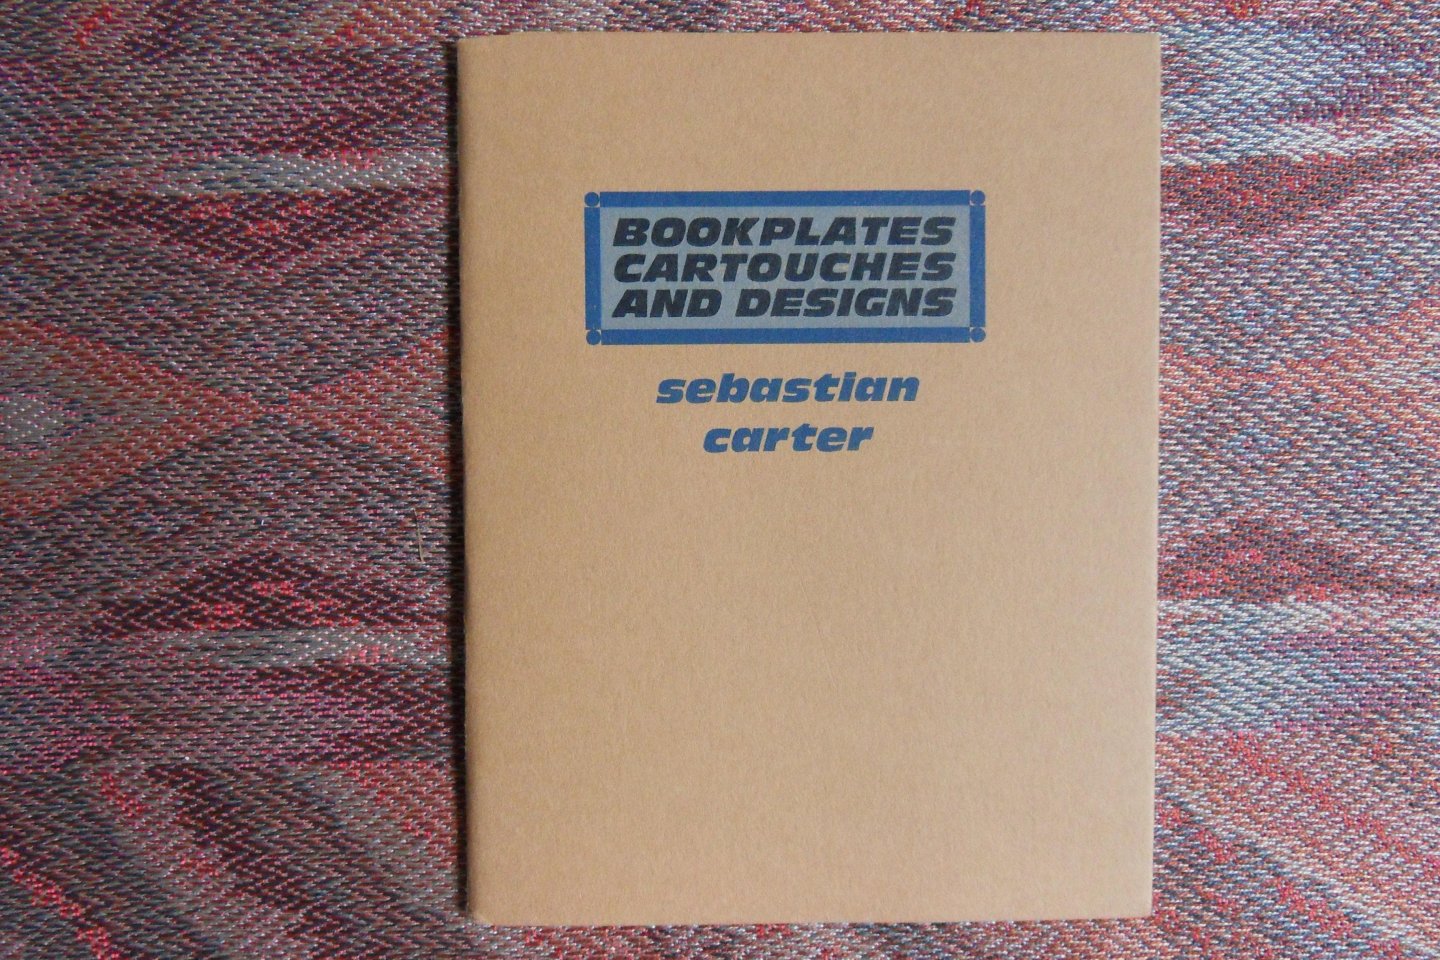 BOOKPLATES
CARTOUCHES
AND DESIGNS
sebastian
carter